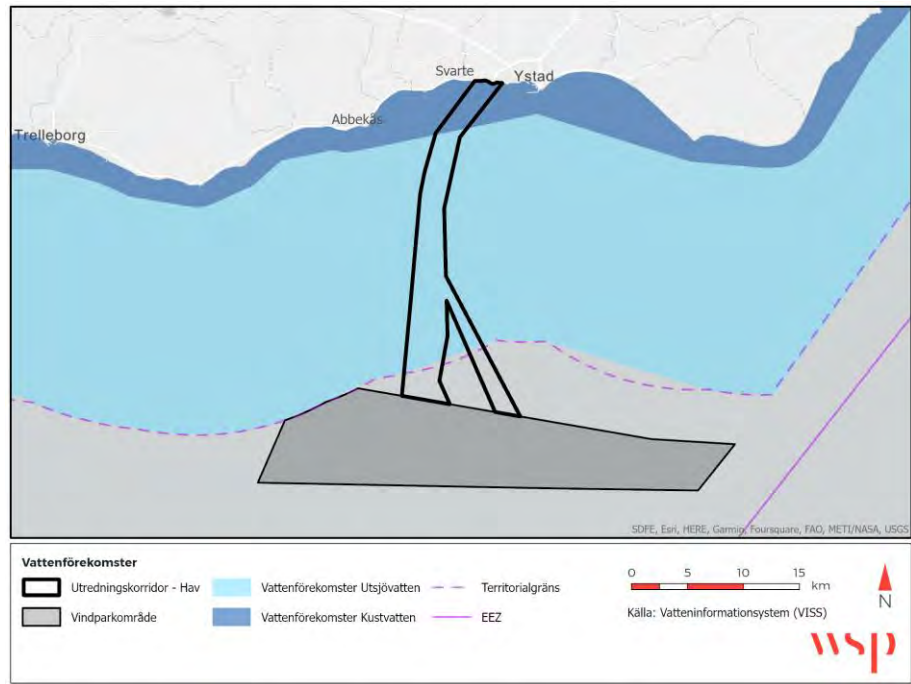 Svarte
Ystad
Abbekås
Trelleborg
SDFE, Esri, HERE, Garmin, Foursquare, FAO, METI/NASA, USGS
Vattenförekomster
Utredningskorridor - Hav
Vattenförekomster Utsjövatten
Territorialgräns
Vindparkområde
Vattenförekomster Kustvatten
EEZ
0 5 10 15
km
Källa: Vatteninformationsystem (VISS)
N
wsp